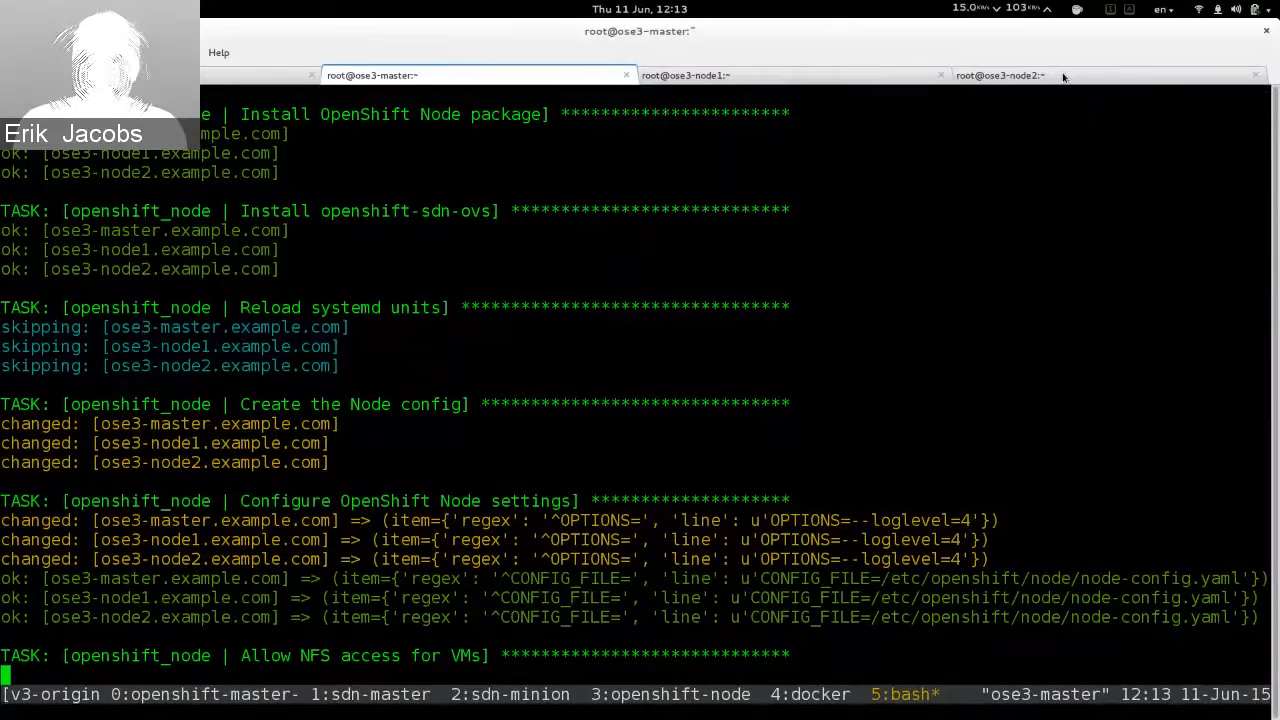 Thu 11 Jun, 12:13
15.0 KB/s 103 KB/s
en
root@ose3-master:~
Help
root@ose3-master:~
root@ose3-node1:~
root@ose3-node2:~
Erik Jacobs
ode | Install OpenShift Node package] ***********************
mple.com]
ok: [ose3-node1.example.com]
ok: [ose3-node2.example.com]
TASK: [openshift_node | Install openshift-sdn-ovs] ****************************
ok: [ose3-master.example.com]
ok: [ose3-node1.example.com]
ok: [ose3-node2.example.com]
TASK: [openshift_node | Reload systemd units] *********************************
skipping: [ose3-master.example.com]
skipping: [ose3-node1.example.com]
skipping: [ose3-node2.example.com]
TASK: [openshift_node | Create the Node config] *******************************
changed: [ose3-master.example.com]
changed: [ose3-node1.example.com]
changed: [ose3-node2.example.com]
TASK: [openshift_node | Configure OpenShift Node settings] ********************
changed: [ose3-master.example.com] => (item={'regex': '^OPTIONS=', 'line': u'OPTIONS=--loglevel=4'})
changed: [ose3-node1.example.com] => (item={'regex': '^OPTIONS=', 'line': u'OPTIONS=--loglevel=4'})
changed: [ose3-node2.example.com] => (item={'regex': '^OPTIONS=', 'line': u'OPTIONS=--loglevel=4'})
ok: [ose3-master.example.com] => (item={'regex': '^CONFIG_FILE=', 'line': u'CONFIG_FILE=/etc/openshift/node/node-config.yaml'})
ok: [ose3-node1.example.com] => (item={'regex': '^CONFIG_FILE=', 'line': u'CONFIG_FILE=/etc/openshift/node/node-config.yaml'})
ok: [ose3-node2.example.com] => (item={'regex': '^CONFIG_FILE=', 'line': u'CONFIG_FILE=/etc/openshift/node/node-config.yaml'})
TASK: [openshift_node | Allow NFS access for VMs] *****************************
[v3-origin 0:openshift-master- 1:sdn-master 2:sdn-minion 3:openshift-node 4:docker 5:bash* "ose3-master" 12:13 11-Jun-15